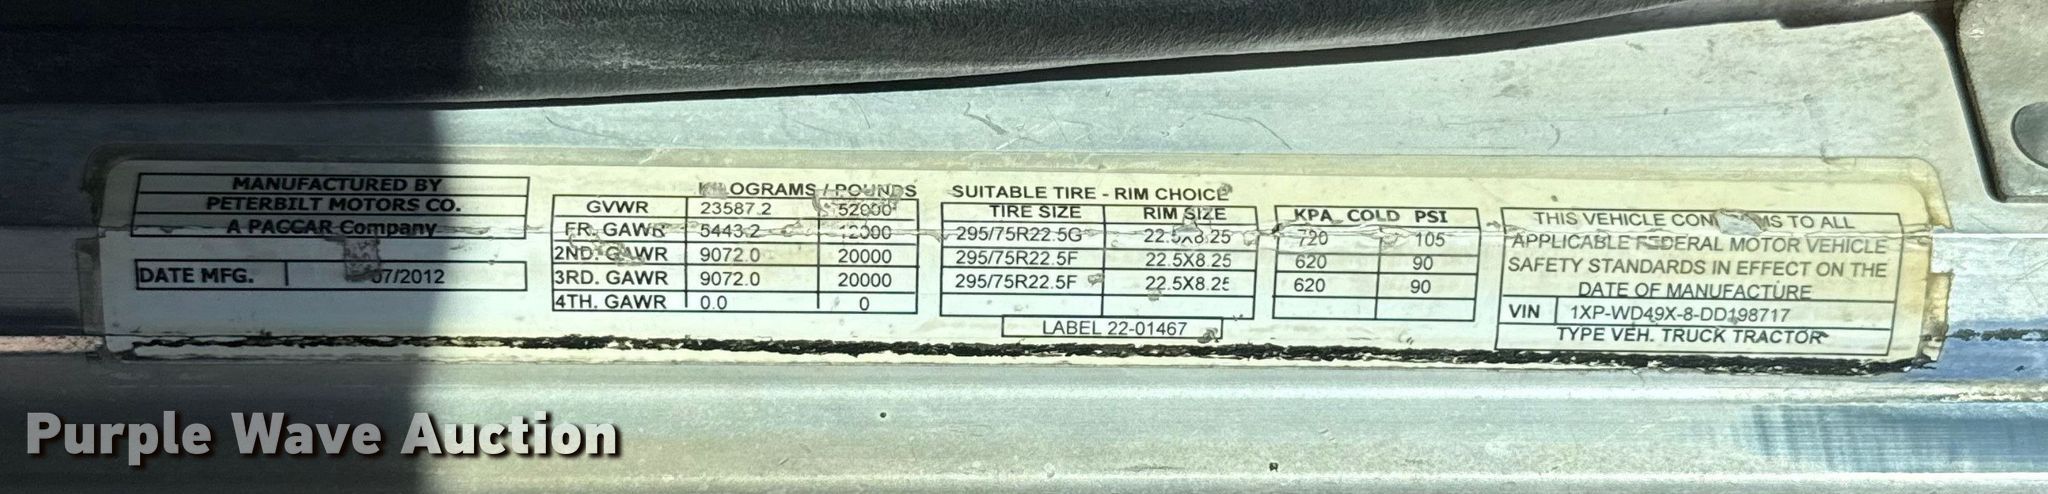 MANUFACTURED BY
PETERBILT MOTORS CO.
A PACCAR Company
DATE MFG. 07/2012
KILOGRAMS / POUNDS
GVWR 23587.2 52000
FR. GAWR 5443.2 12000
2ND. GAWR 9072.0 20000
3RD. GAWR 9072.0 20000
4TH. GAWR 0.0 0
SUITABLE TIRE - RIM CHOICE
TIRE SIZE RIM SIZE KPA COLD PSI
295/75R22.5G 22.5X8.25 720 105
295/75R22.5F 22.5X8.25 620 90
295/75R22.5F 22.5X8.25 620 90
LABEL 22-01467
THIS VEHICLE CONFORMS TO ALL
APPLICABLE FEDERAL MOTOR VEHICLE
SAFETY STANDARDS IN EFFECT ON THE
DATE OF MANUFACTURE
VIN 1XP-WD49X-8-DD198717
TYPE VEH. TRUCK TRACTOR
Purple Wave Auction